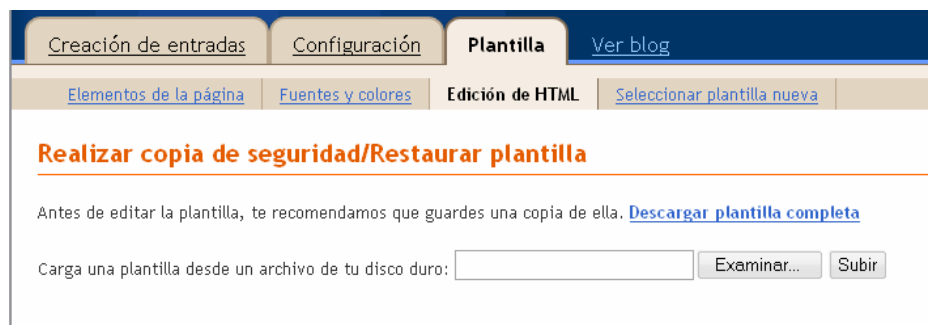 Creación de entradas Configuración Plantilla Ver blog
Elementos de la página Fuentes y colores Edición de HTML Seleccionar plantilla nueva
Realizar copia de seguridad/Restaurar plantilla
Antes de editar la plantilla, te recomendamos que guardes una copia de ella. Descargar plantilla completa
Carga una plantilla desde un archivo de tu disco duro: Examinar... Subir